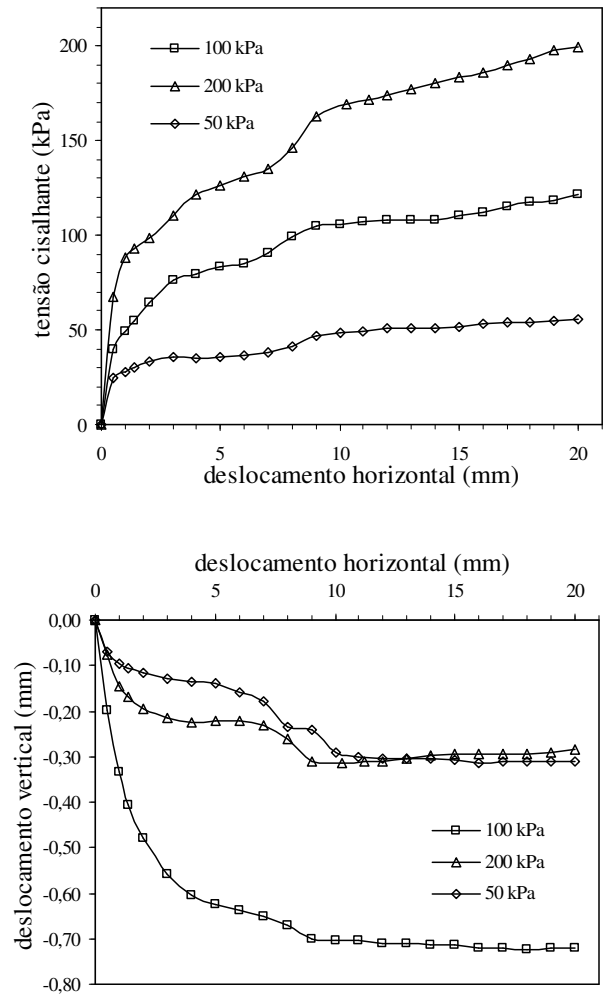 200
150
100
50
0
tensão cisalhante (kPa)
100 kPa
200 kPa
50 kPa
0
5
10
15
20
deslocamento horizontal (mm)
deslocamento horizontal (mm)
0
5
10
15
20
0,00
-0,10
-0,20
-0,30
-0,40
-0,50
-0,60
-0,70
-0,80
deslocamento vertical (mm)
100 kPa
200 kPa
50 kPa